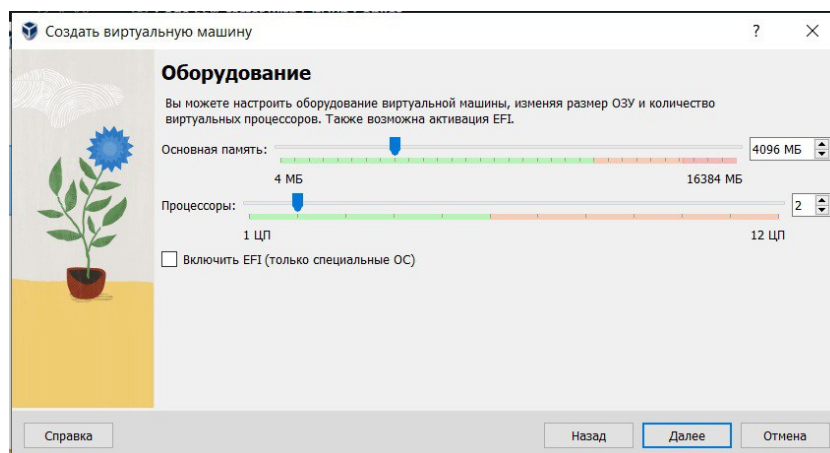 Создать виртуальную машину
?
Оборудование
Вы можете настроить оборудование виртуальной машины, изменяя размер ОЗУ и количество
виртуальных процессоров. Также возможна активация EFI.
Основная память: 4096 МБ
4 МБ 16384 МБ
Процессоры: 2
1 ЦП 12 ЦП
Включить EFI (только специальные ОС)
Справка Назад Далее Отмена